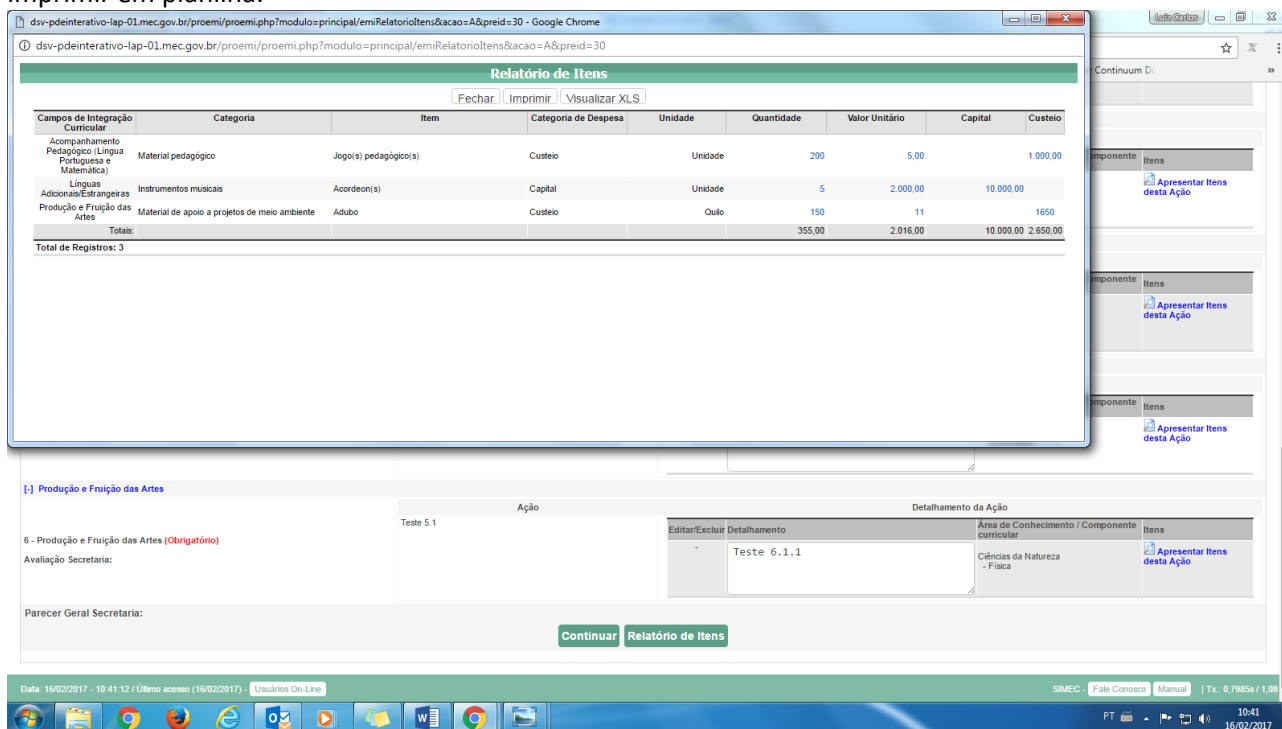 imprimir em planilha.
dsv-pdeinterativo-lap-01.mec.gov.br/proemi/proemi.php?modulo=principal/emiRelatorioItens&acao=A&preid=30 - Google Chrome
Luiz Carlos
dsv-pdeinterativo-lap-01.mec.gov.br/proemi/proemi.php?modulo=principal/emiRelatorioItens&acao=A&preid=30
Continuum D
Relatório de Itens
Fechar Imprimir Visualizar XLS
Campos de Integração Curricular Categoria Item Categoria de Despesa Unidade Quantidade Valor Unitário Capital Custeio
Acompanhamento Pedagógico (Língua Portuguesa e Matemática) Material pedagógico Jogo(s) pedagógico(s) Custeio Unidade 200 5,00 1.000,00
Línguas Adicionais/Estrangeiras Instrumentos musicais Acordeon(s) Capital Unidade 5 2.000,00 10.000,00
Produção e Fruição das Artes Material de apoio a projetos de meio ambiente Adubo Custeio Quilo 150 11 1650
Totais: 355,00 2.016,00 10.000,00 2.650,00
Total de Registros: 3
mponente Itens
Apresentar Itens
desta Ação
mponente Itens
Apresentar Itens
desta Ação
mponente Itens
Apresentar Itens
desta Ação
[-] Produção e Fruição das Artes
Ação Detalhamento da Ação
6 - Produção e Fruição das Artes (Obrigatório)
Avaliação Secretaria:
Teste 5.1
Editar/Excluir Detalhamento Área de Conhecimento / Componente curricular Itens
- Teste 6.1.1 Ciências da Natureza
- Física
Apresentar Itens
desta Ação
Parecer Geral Secretaria:
Continuar Relatório de Itens
Data: 16/02/2017 - 10:41:12 / Último acesso (16/02/2017) - Usuários On-Line
SIMEC - Fale Conosco Manual | Tx.: 0,7985s / 1,08
PT 10:41
16/02/2017